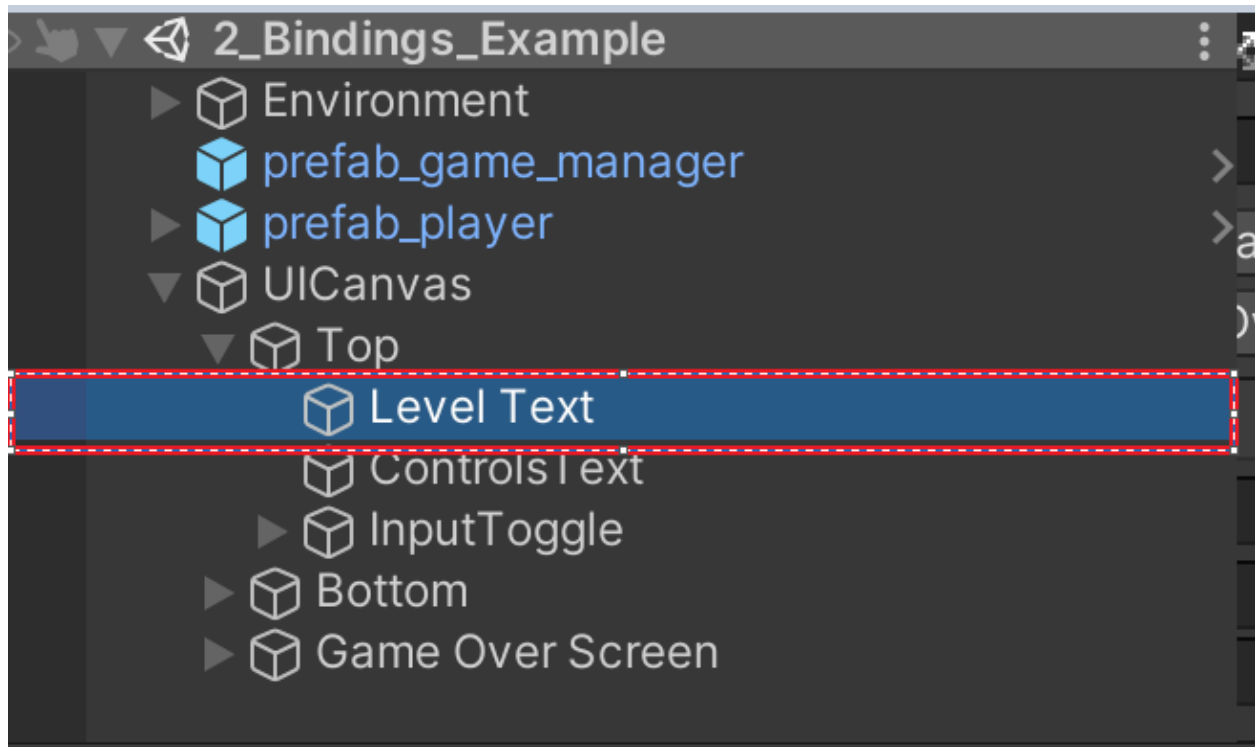 2_Bindings_Example
Environment
prefab_game_manager
prefab_player
UICanvas
Top
Level Text
ControlsText
InputToggle
Bottom
Game Over Screen